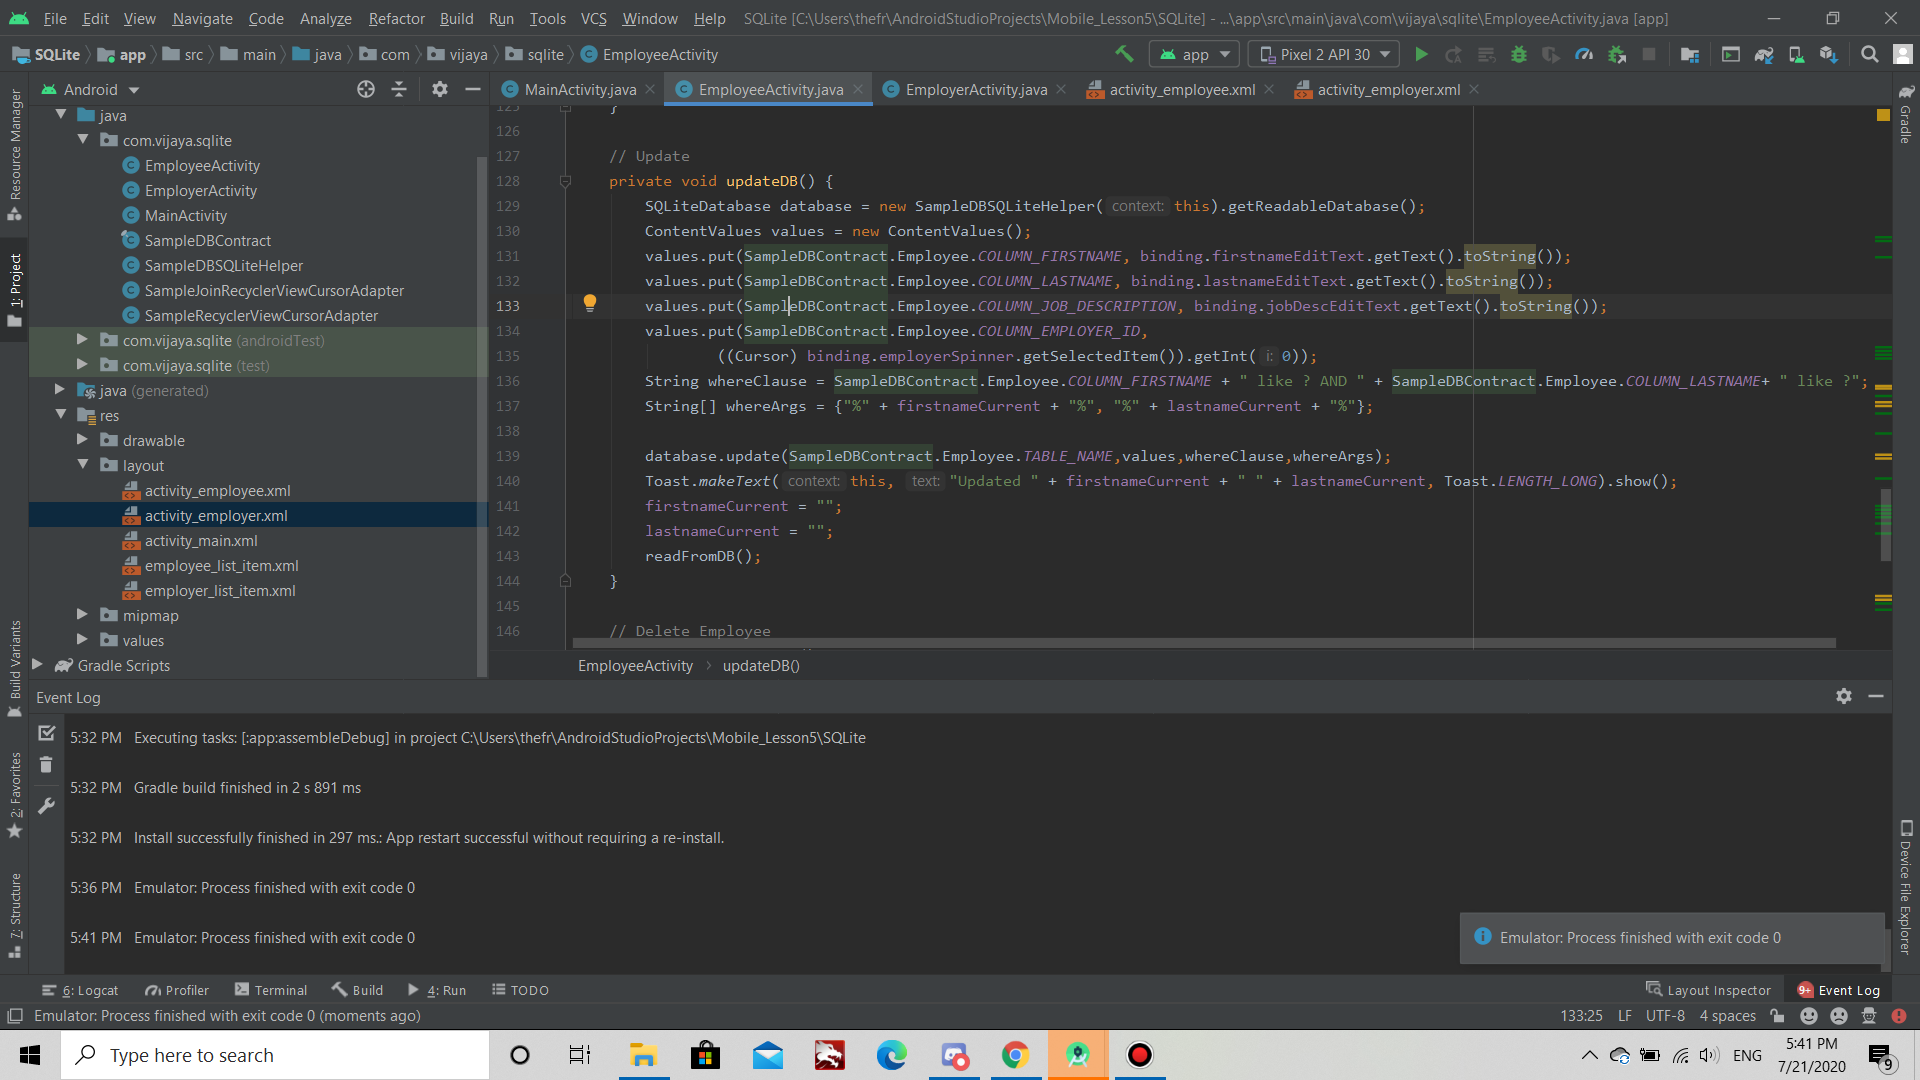 File Edit View Navigate Code Analyze Refactor Build Run Tools VCS Window Help SQLite [C:\Users\thefr\AndroidStudioProjects\Mobile_Lesson5\SQLite] - ...\app\src\main\java\com\vijaya\sqlite\EmployeeActivity.java [app]
SQLite app src main java com vijaya sqlite EmployeeActivity app Pixel 2 API 30
Android MainActivity.java EmployeeActivity.java EmployerActivity.java activity_employee.xml activity_employer.xml
Resource Manager
1: Project
Build Variants
2: Favorites
7: Structure
java
com.vijaya.sqlite
EmployeeActivity
EmployerActivity
MainActivity
SampleDBContract
SampleDBSQLiteHelper
SampleJoinRecyclerViewCursorAdapter
SampleRecyclerViewCursorAdapter
com.vijaya.sqlite (androidTest)
com.vijaya.sqlite (test)
java (generated)
res
drawable
layout
activity_employee.xml
activity_employer.xml
activity_main.xml
employee_list_item.xml
employer_list_item.xml
mipmap
values
Gradle Scripts
125 }
126
127 // Update
128 private void updateDB() {
129 SQLiteDatabase database = new SampleDBSQLiteHelper( context: this).getReadableDatabase();
130 ContentValues values = new ContentValues();
131 values.put(SampleDBContract.Employee.COLUMN_FIRSTNAME, binding.firstnameEditText.getText().toString());
132 values.put(SampleDBContract.Employee.COLUMN_LASTNAME, binding.lastnameEditText.getText().toString());
133 values.put(SampleDBContract.Employee.COLUMN_JOB_DESCRIPTION, binding.jobDescEditText.getText().toString());
134 values.put(SampleDBContract.Employee.COLUMN_EMPLOYER_ID,
135 ((Cursor) binding.employerSpinner.getSelectedItem()).getInt( i: 0));
136 String whereClause = SampleDBContract.Employee.COLUMN_FIRSTNAME + " like ? AND " + SampleDBContract.Employee.COLUMN_LASTNAME+ " like ?";
137 String[] whereArgs = {"%" + firstnameCurrent + "%", "%" + lastnameCurrent + "%"};
138
139 database.update(SampleDBContract.Employee.TABLE_NAME,values,whereClause,whereArgs);
140 Toast.makeText( context: this, text: "Updated " + firstnameCurrent + " " + lastnameCurrent, Toast.LENGTH_LONG).show();
141 firstnameCurrent = "";
142 lastnameCurrent = "";
143 readFromDB();
144 }
145
146 // Delete Employee
EmployeeActivity updateDB()
Gradle
Device File Explorer
Event Log
5:32 PM Executing tasks: [:app:assembleDebug] in project C:\Users\thefr\AndroidStudioProjects\Mobile_Lesson5\SQLite
5:32 PM Gradle build finished in 2 s 891 ms
5:32 PM Install successfully finished in 297 ms.: App restart successful without requiring a re-install.
5:36 PM Emulator: Process finished with exit code 0
5:41 PM Emulator: Process finished with exit code 0
Emulator: Process finished with exit code 0
6: Logcat Profiler Terminal Build 4: Run TODO Layout Inspector 9+ Event Log
Emulator: Process finished with exit code 0 (moments ago) 133:25 LF UTF-8 4 spaces
Type here to search ENG 5:41 PM
7/21/2020 9